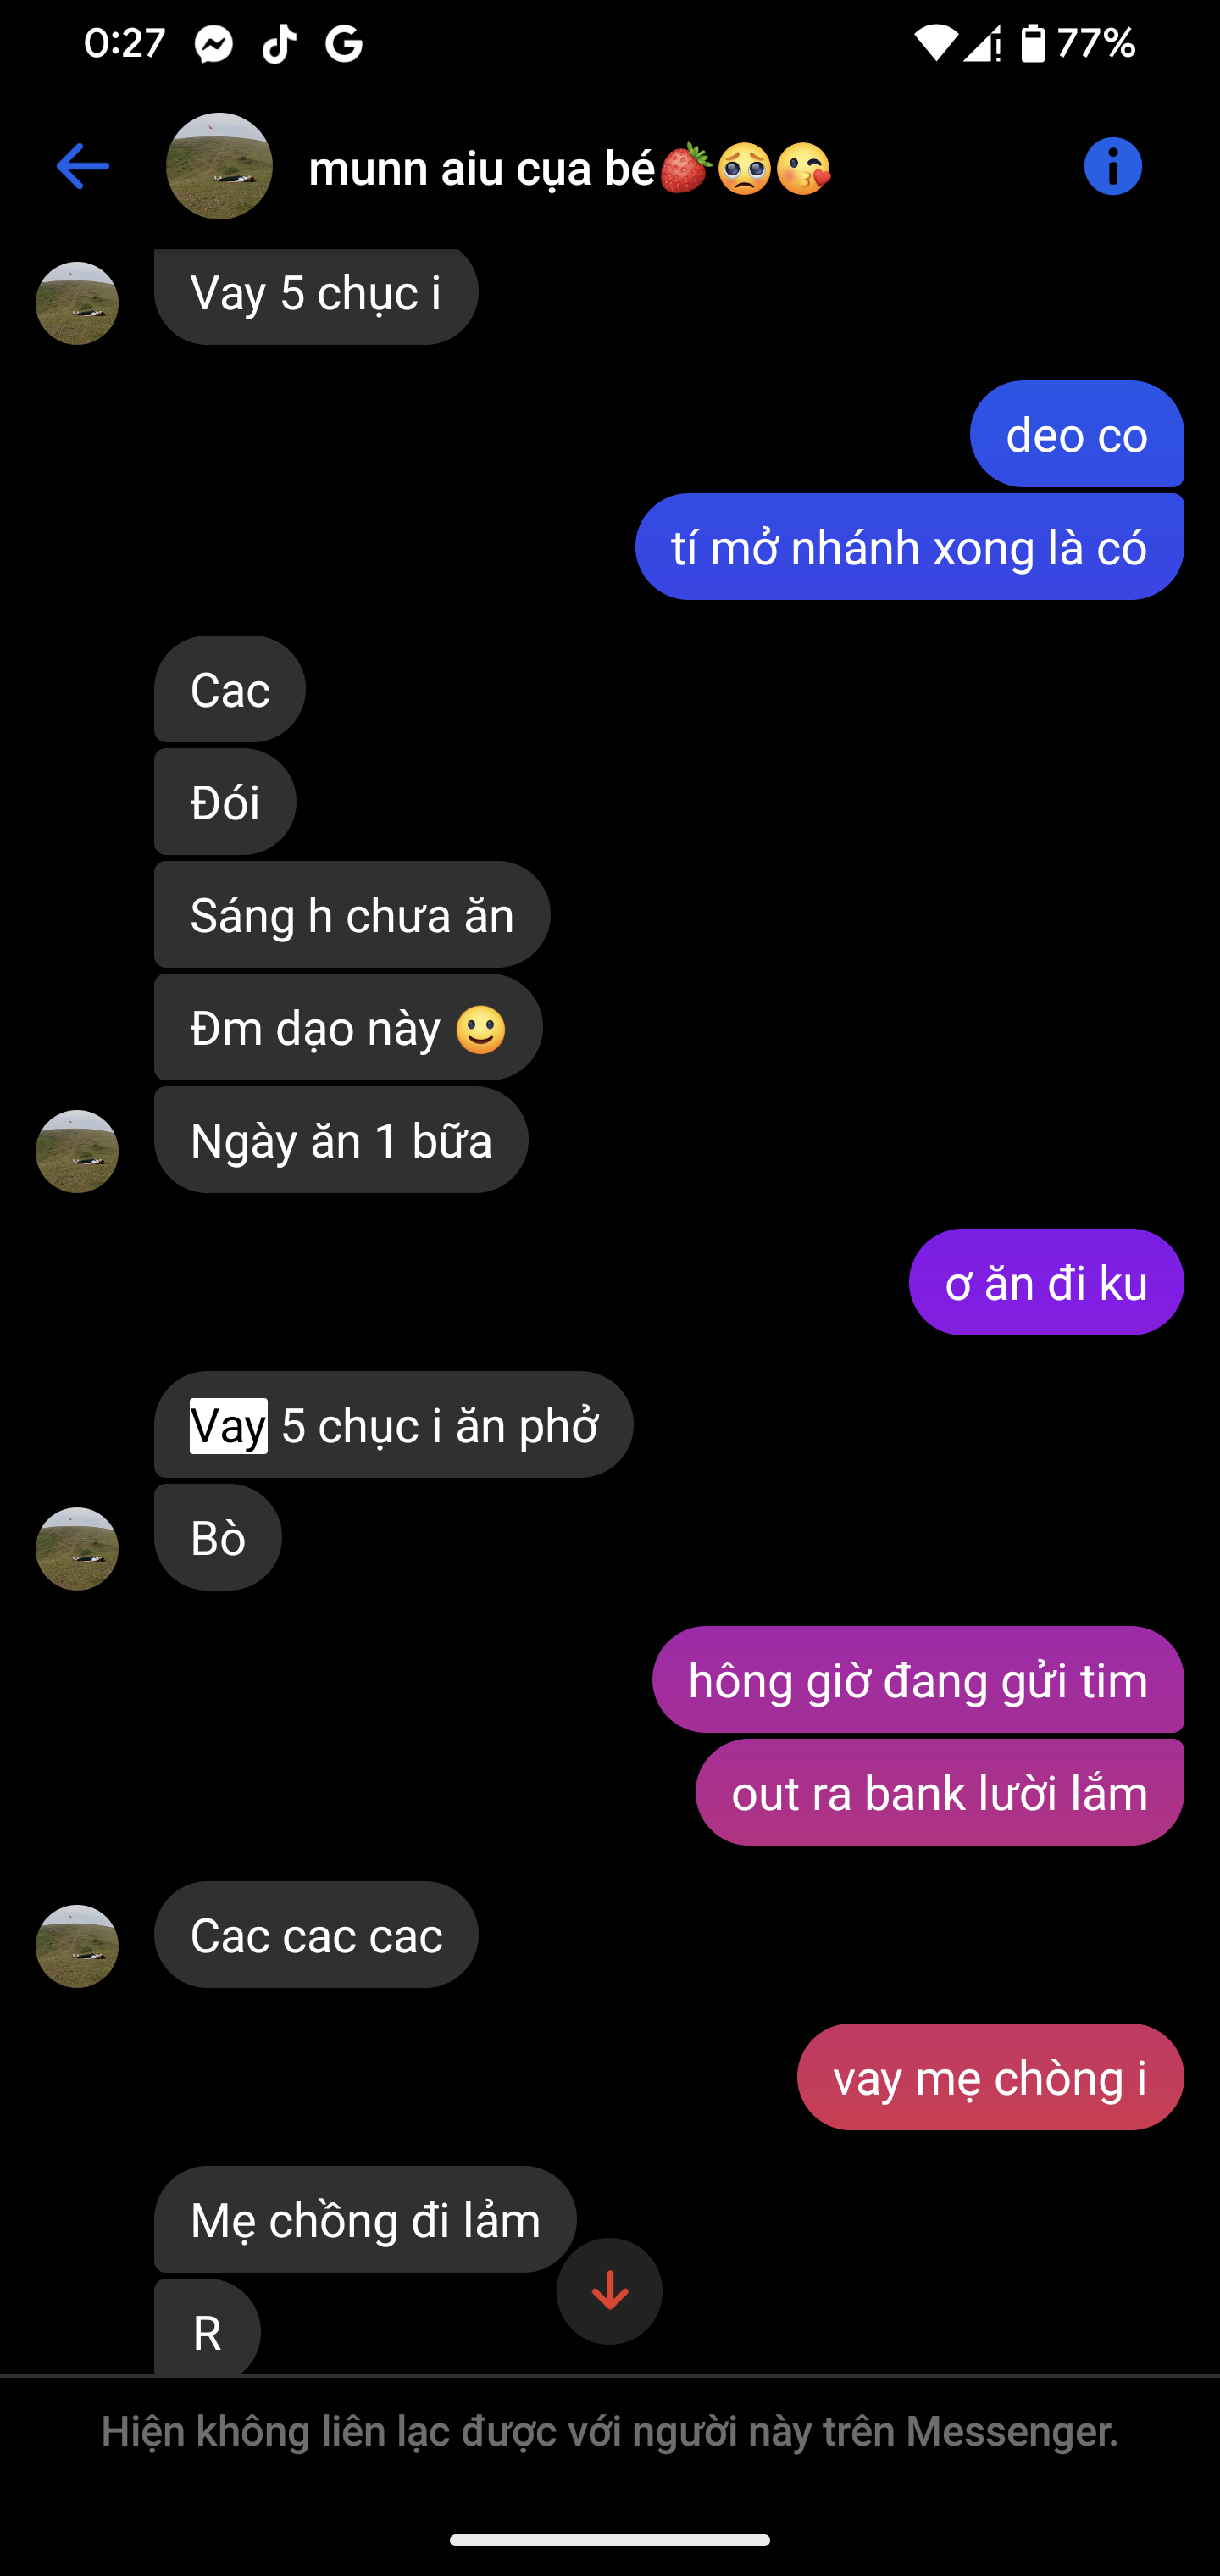 0:27
77%
munn aiu cụa bé🍓🥺😘
Vay 5 chục i
deo co
tí mở nhánh xong là có
Cac
Đói
Sáng h chưa ăn
Đm dạo này 🙂
Ngày ăn 1 bữa
ơ ăn đi ku
Vay 5 chục i ăn phở
Bò
hông giờ đang gửi tim
out ra bank lười lắm
Cac cac cac
vay mẹ chòng i
Mẹ chồng đi lảm
R
Hiện không liên lạc được với người này trên Messenger.